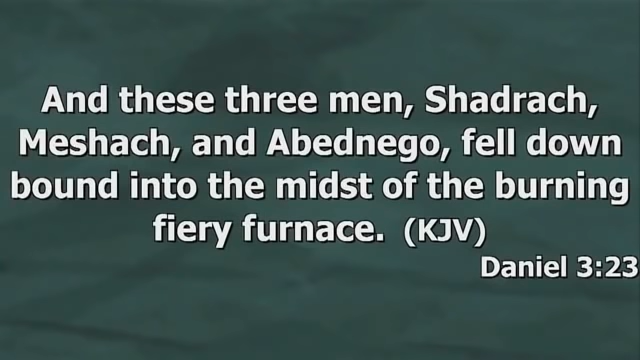 And these three men, Shadrach,
Meshach, and Abednego, fell down
bound into the midst of the burning
fiery furnace. (KJV)
Daniel 3:23